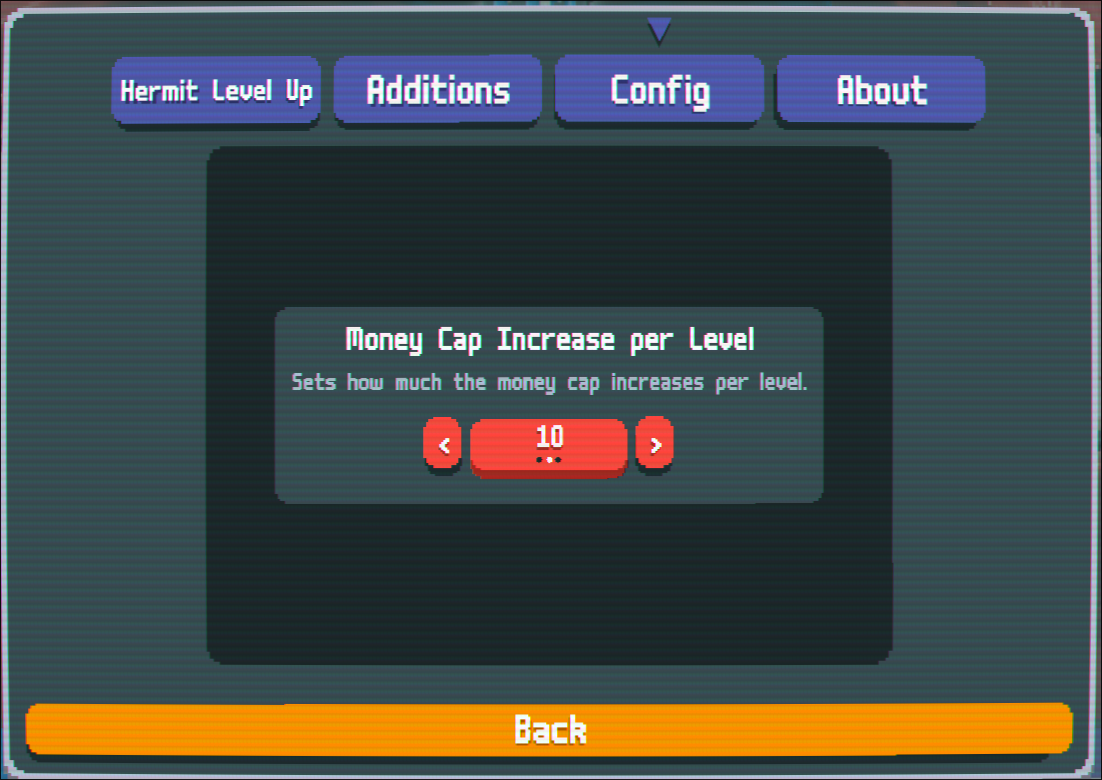 Hermit Level Up
Additions
Config
About
Money Cap Increase per Level
Sets how much the money cap increases per level.
< 10 >
Back